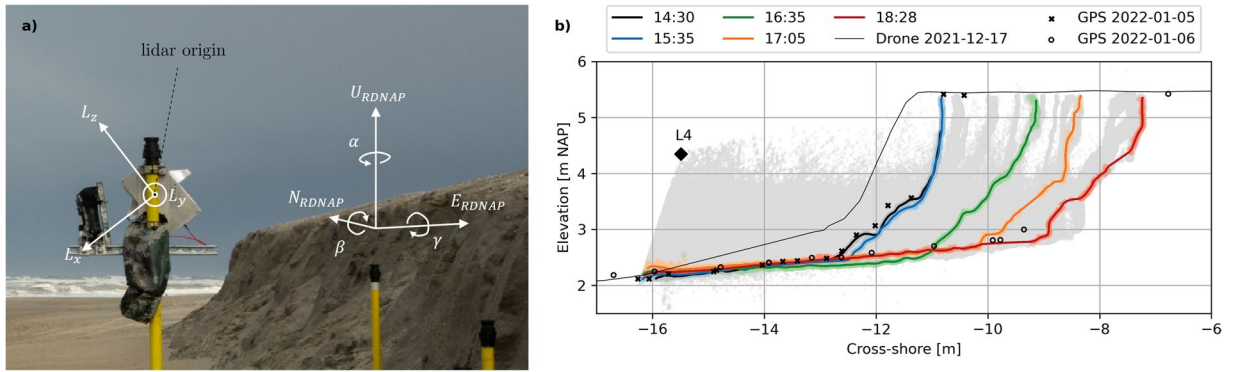 a)
lidar origin
L_z
L_y
L_x
U_RDNAP
α
N_RDNAP
E_RDNAP
β
γ
b)
14:30
16:35
18:28
GPS 2022-01-05
15:35
17:05
Drone 2021-12-17
GPS 2022-01-06
L4
6
5
4
3
2
Elevation [m NAP]
−16
−14
−12
−10
−8
−6
Cross-shore [m]